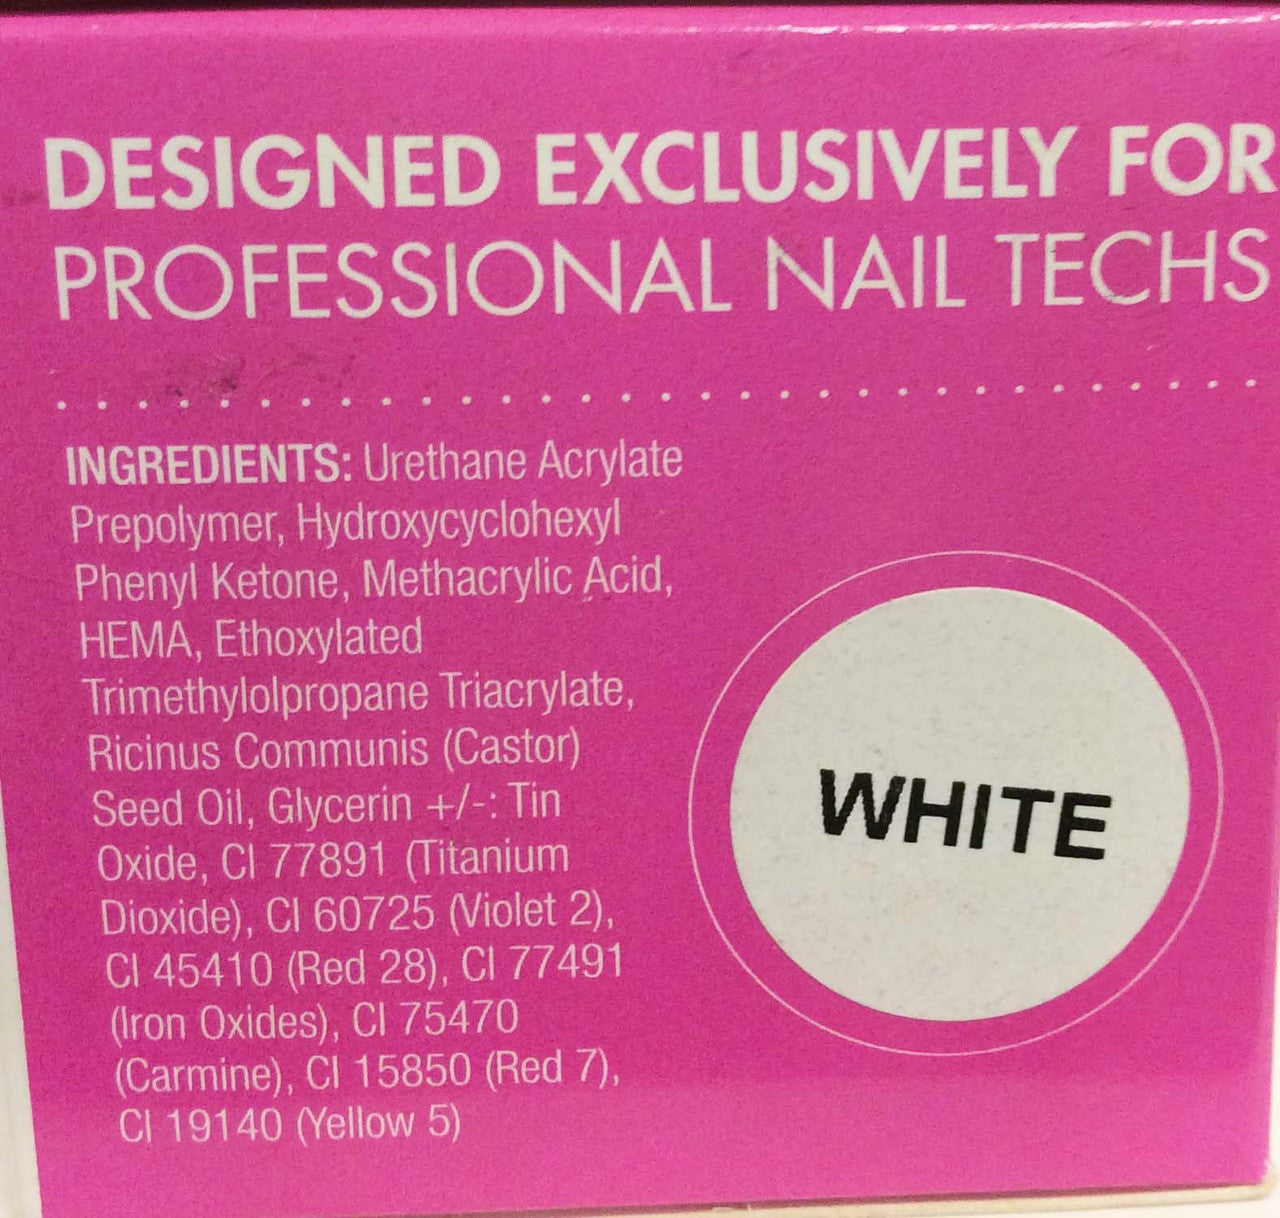 DESIGNED EXCLUSIVELY FOR
PROFESSIONAL NAIL TECHS
INGREDIENTS: Urethane Acrylate
Prepolymer, Hydroxycyclohexyl
Phenyl Ketone, Methacrylic Acid,
HEMA, Ethoxylated
Trimethylolpropane Triacrylate,
Ricinus Communis (Castor)
Seed Oil, Glycerin +/-: Tin
Oxide, CI 77891 (Titanium
Dioxide), CI 60725 (Violet 2),
CI 45410 (Red 28), CI 77491
(Iron Oxides), CI 75470
(Carmine), CI 15850 (Red 7),
CI 19140 (Yellow 5)
WHITE